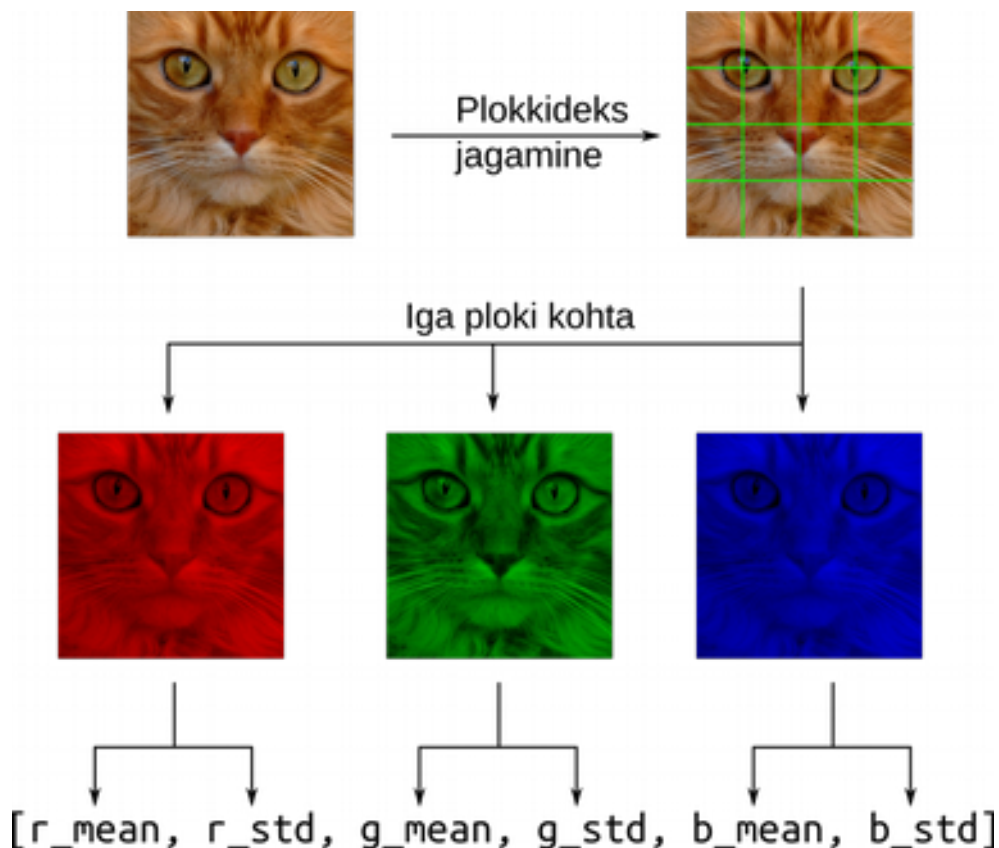 Plokkideks
jagamine
Iga ploki kohta
[r_mean, r_std, g_mean, g_std, b_mean, b_std]